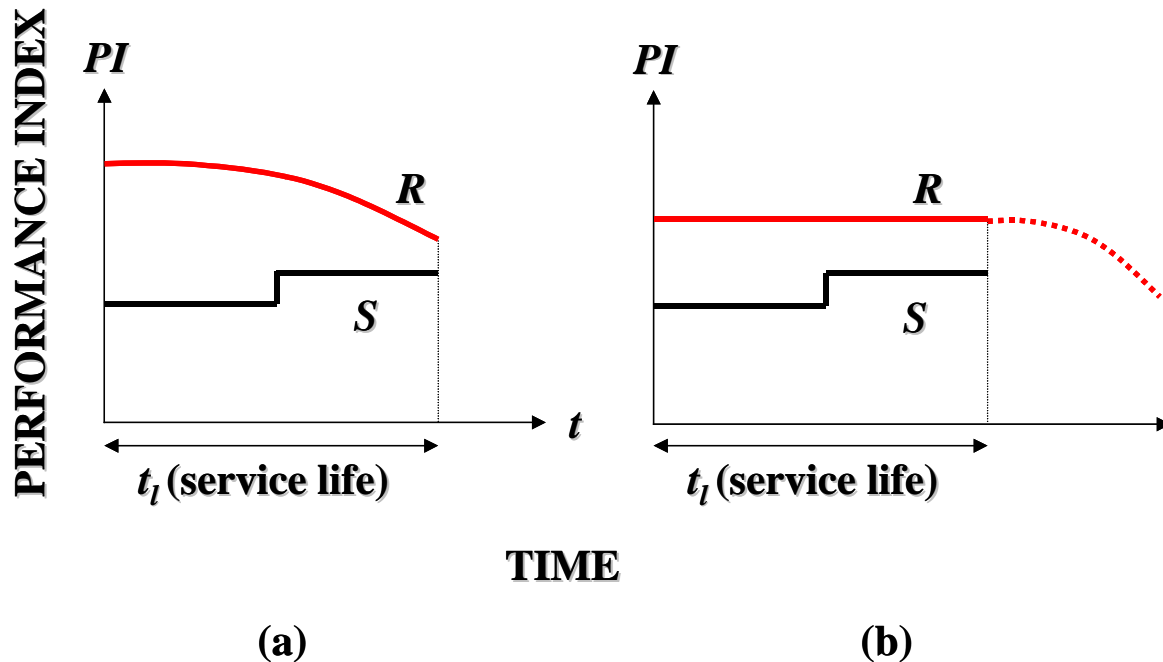 PERFORMANCE INDEX
PI
R
S
t
t_l (service life)
PI
R
S
t_l (service life)
TIME
(a)
(b)